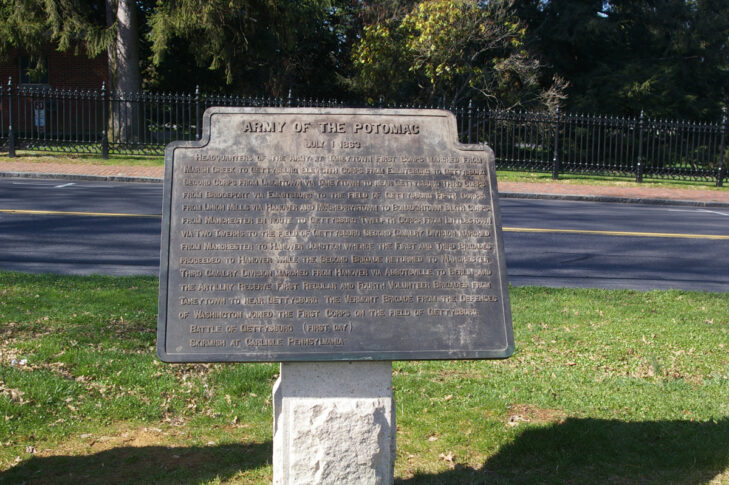 ARMY OF THE POTOMAC
JULY 1 1863
HEADQUARTERS OF THE ARMY AT TANEYTOWN FIRST CORPS MARCHED FROM
MARSH CREEK TO GETTYSBURG ELEVENTH CORPS FROM EMMITSBURG TO GETTYSBURG
SECOND CORPS FROM UNIONTOWN VIA TANEYTOWN TO NEAR GETTYSBURG THIRD CORPS
FROM BRIDGEPORT VIA EMMITSBURG TO THE FIELD OF GETTYSBURG FIFTH CORPS
FROM UNION MILLS VIA HANOVER AND MCSHERRYSTOWN TO BONAUGHTOWN SIXTH CORPS
FROM MANCHESTER EN ROUTE TO GETTYSBURG TWELFTH CORPS FROM LITTLESTOWN
VIA TWO TAVERNS TO THE FIELD OF GETTYSBURG SECOND CAVALRY DIVISION MARCHED
FROM MANCHESTER TO HANOVER JUNCTION WHENCE THE FIRST AND THIRD BRIGADES
PROCEEDED TO HANOVER WHILE THE SECOND BRIGADE RETURNED TO MANCHESTER
THIRD CAVALRY DIVISION MARCHED FROM HANOVER VIA ABBOTSVILLE TO BERLIN AND
THE ARTILLERY RESERVE FIRST REGULAR AND FOURTH VOLUNTEER BRIGADES FROM
TANEYTOWN TO NEAR GETTYSBURG THE VERMONT BRIGADE FROM THE DEFENCES
OF WASHINGTON JOINED THE FIRST CORPS ON THE FIELD OF GETTYSBURG
BATTLE OF GETTYSBURG (FIRST DAY)
SKIRMISH AT CARLISLE PENNSYLVANIA